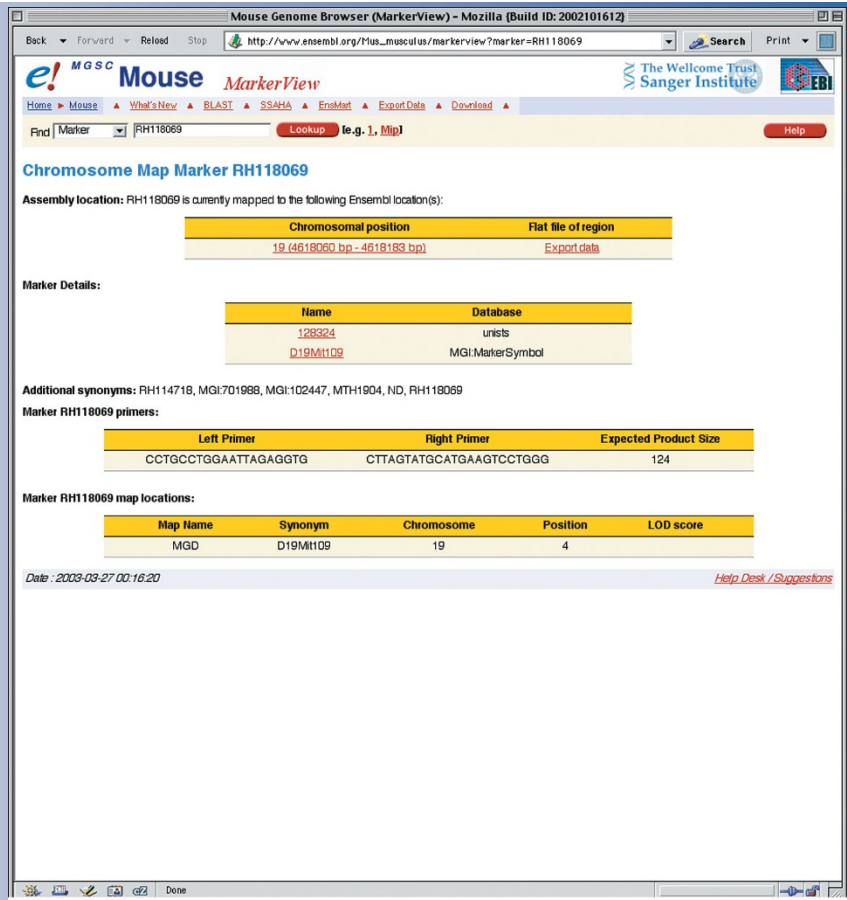 Mouse Genome Browser (MarkerView) - Mozilla {Build ID: 2002101612}
Back Forward Reload Stop http://www.ensembl.org/Mus_musculus/markerview?marker=RH118069 Search Print
e! MGSC Mouse MarkerView The Wellcome Trust
Sanger Institute EBI
Home Mouse What's New BLAST SSAHA EnsMart Export Data Download
Find Marker RH118069 Lookup [e.g. 1, Mip] Help
Chromosome Map Marker RH118069
Assembly location: RH118069 is currently mapped to the following Ensembl location(s):
Chromosomal position Flat file of region
19 (4618060 bp - 4618183 bp) Export data
Marker Details:
Name Database
128324 unists
D19Mit109 MGI:MarkerSymbol
Additional synonyms: RH114718, MGI:701988, MGI:102447, MTH1904, ND, RH118069
Marker RH118069 primers:
Left Primer Right Primer Expected Product Size
CCTGCCTGGAATTAGAGGTG CTTAGTATGCATGAAGTCCTGGG 124
Marker RH118069 map locations:
Map Name Synonym Chromosome Position LOD score
MGD D19Mit109 19 4
Date : 2003-03-27 00:16:20 Help Desk / Suggestions
Done